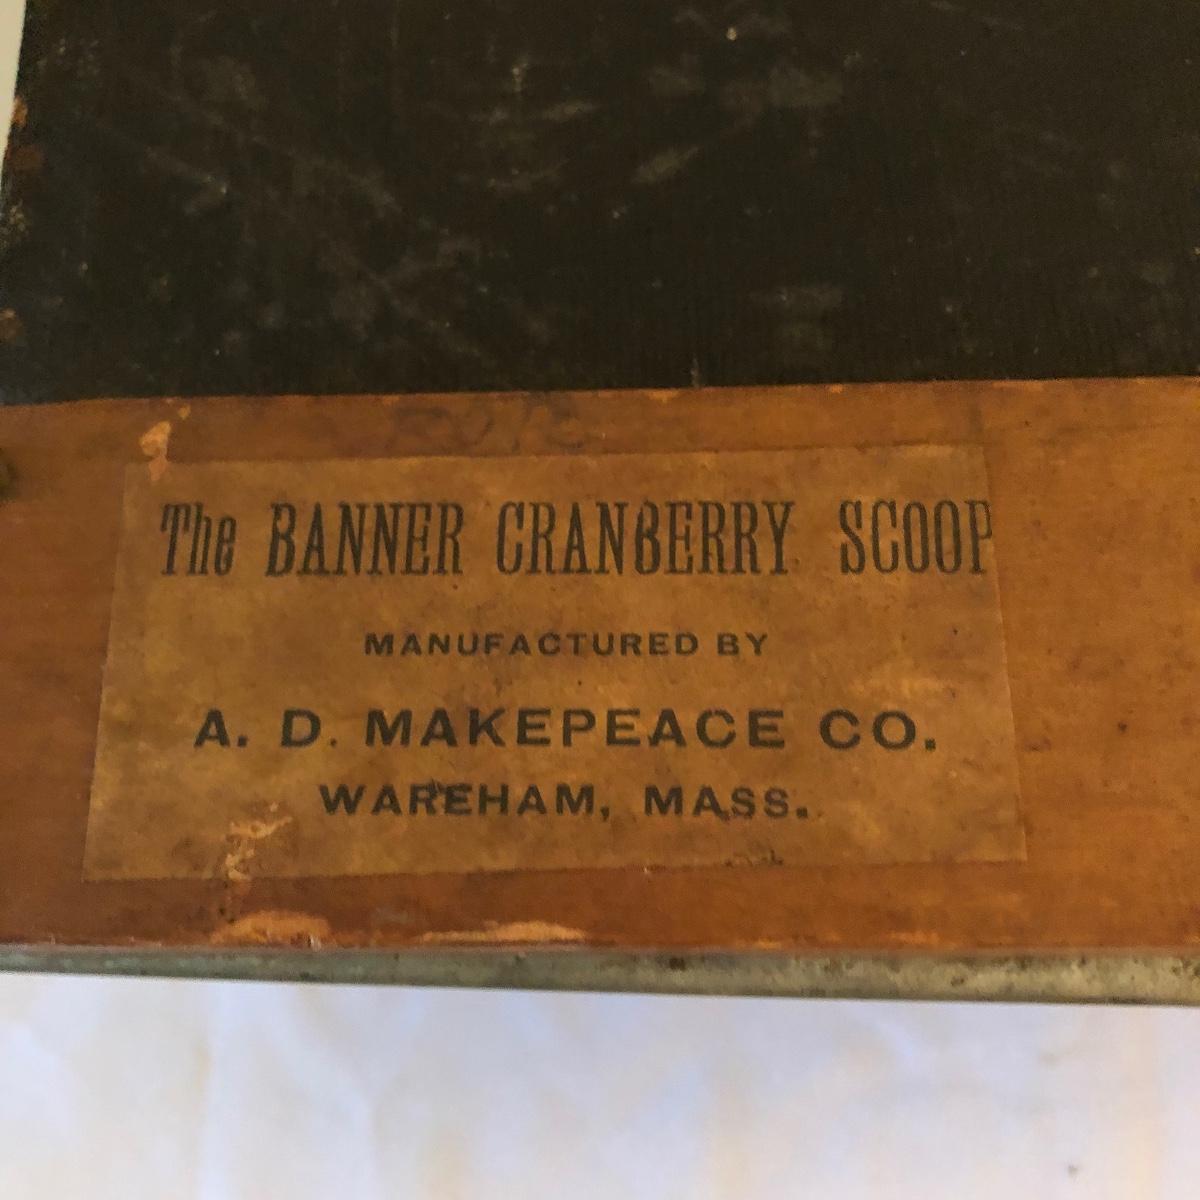 The BANNER CRANBERRY SCOOP
MANUFACTURED BY
A. D. MAKEPEACE CO.
WAREHAM, MASS.